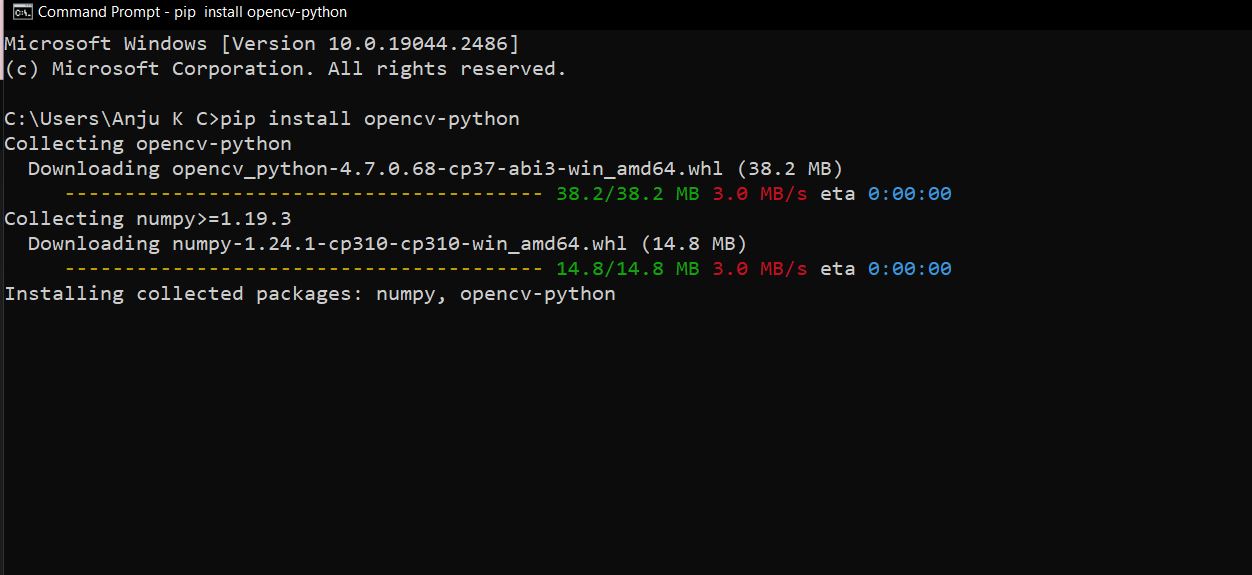 Command Prompt - pip  install opencv-python
Microsoft Windows [Version 10.0.19044.2486]
(c) Microsoft Corporation. All rights reserved.
C:\Users\Anju K C>pip install opencv-python
Collecting opencv-python
  Downloading opencv_python-4.7.0.68-cp37-abi3-win_amd64.whl (38.2 MB)
     ---------------------------------------- 38.2/38.2 MB 3.0 MB/s eta 0:00:00
Collecting numpy>=1.19.3
  Downloading numpy-1.24.1-cp310-cp310-win_amd64.whl (14.8 MB)
     ---------------------------------------- 14.8/14.8 MB 3.0 MB/s eta 0:00:00
Installing collected packages: numpy, opencv-python